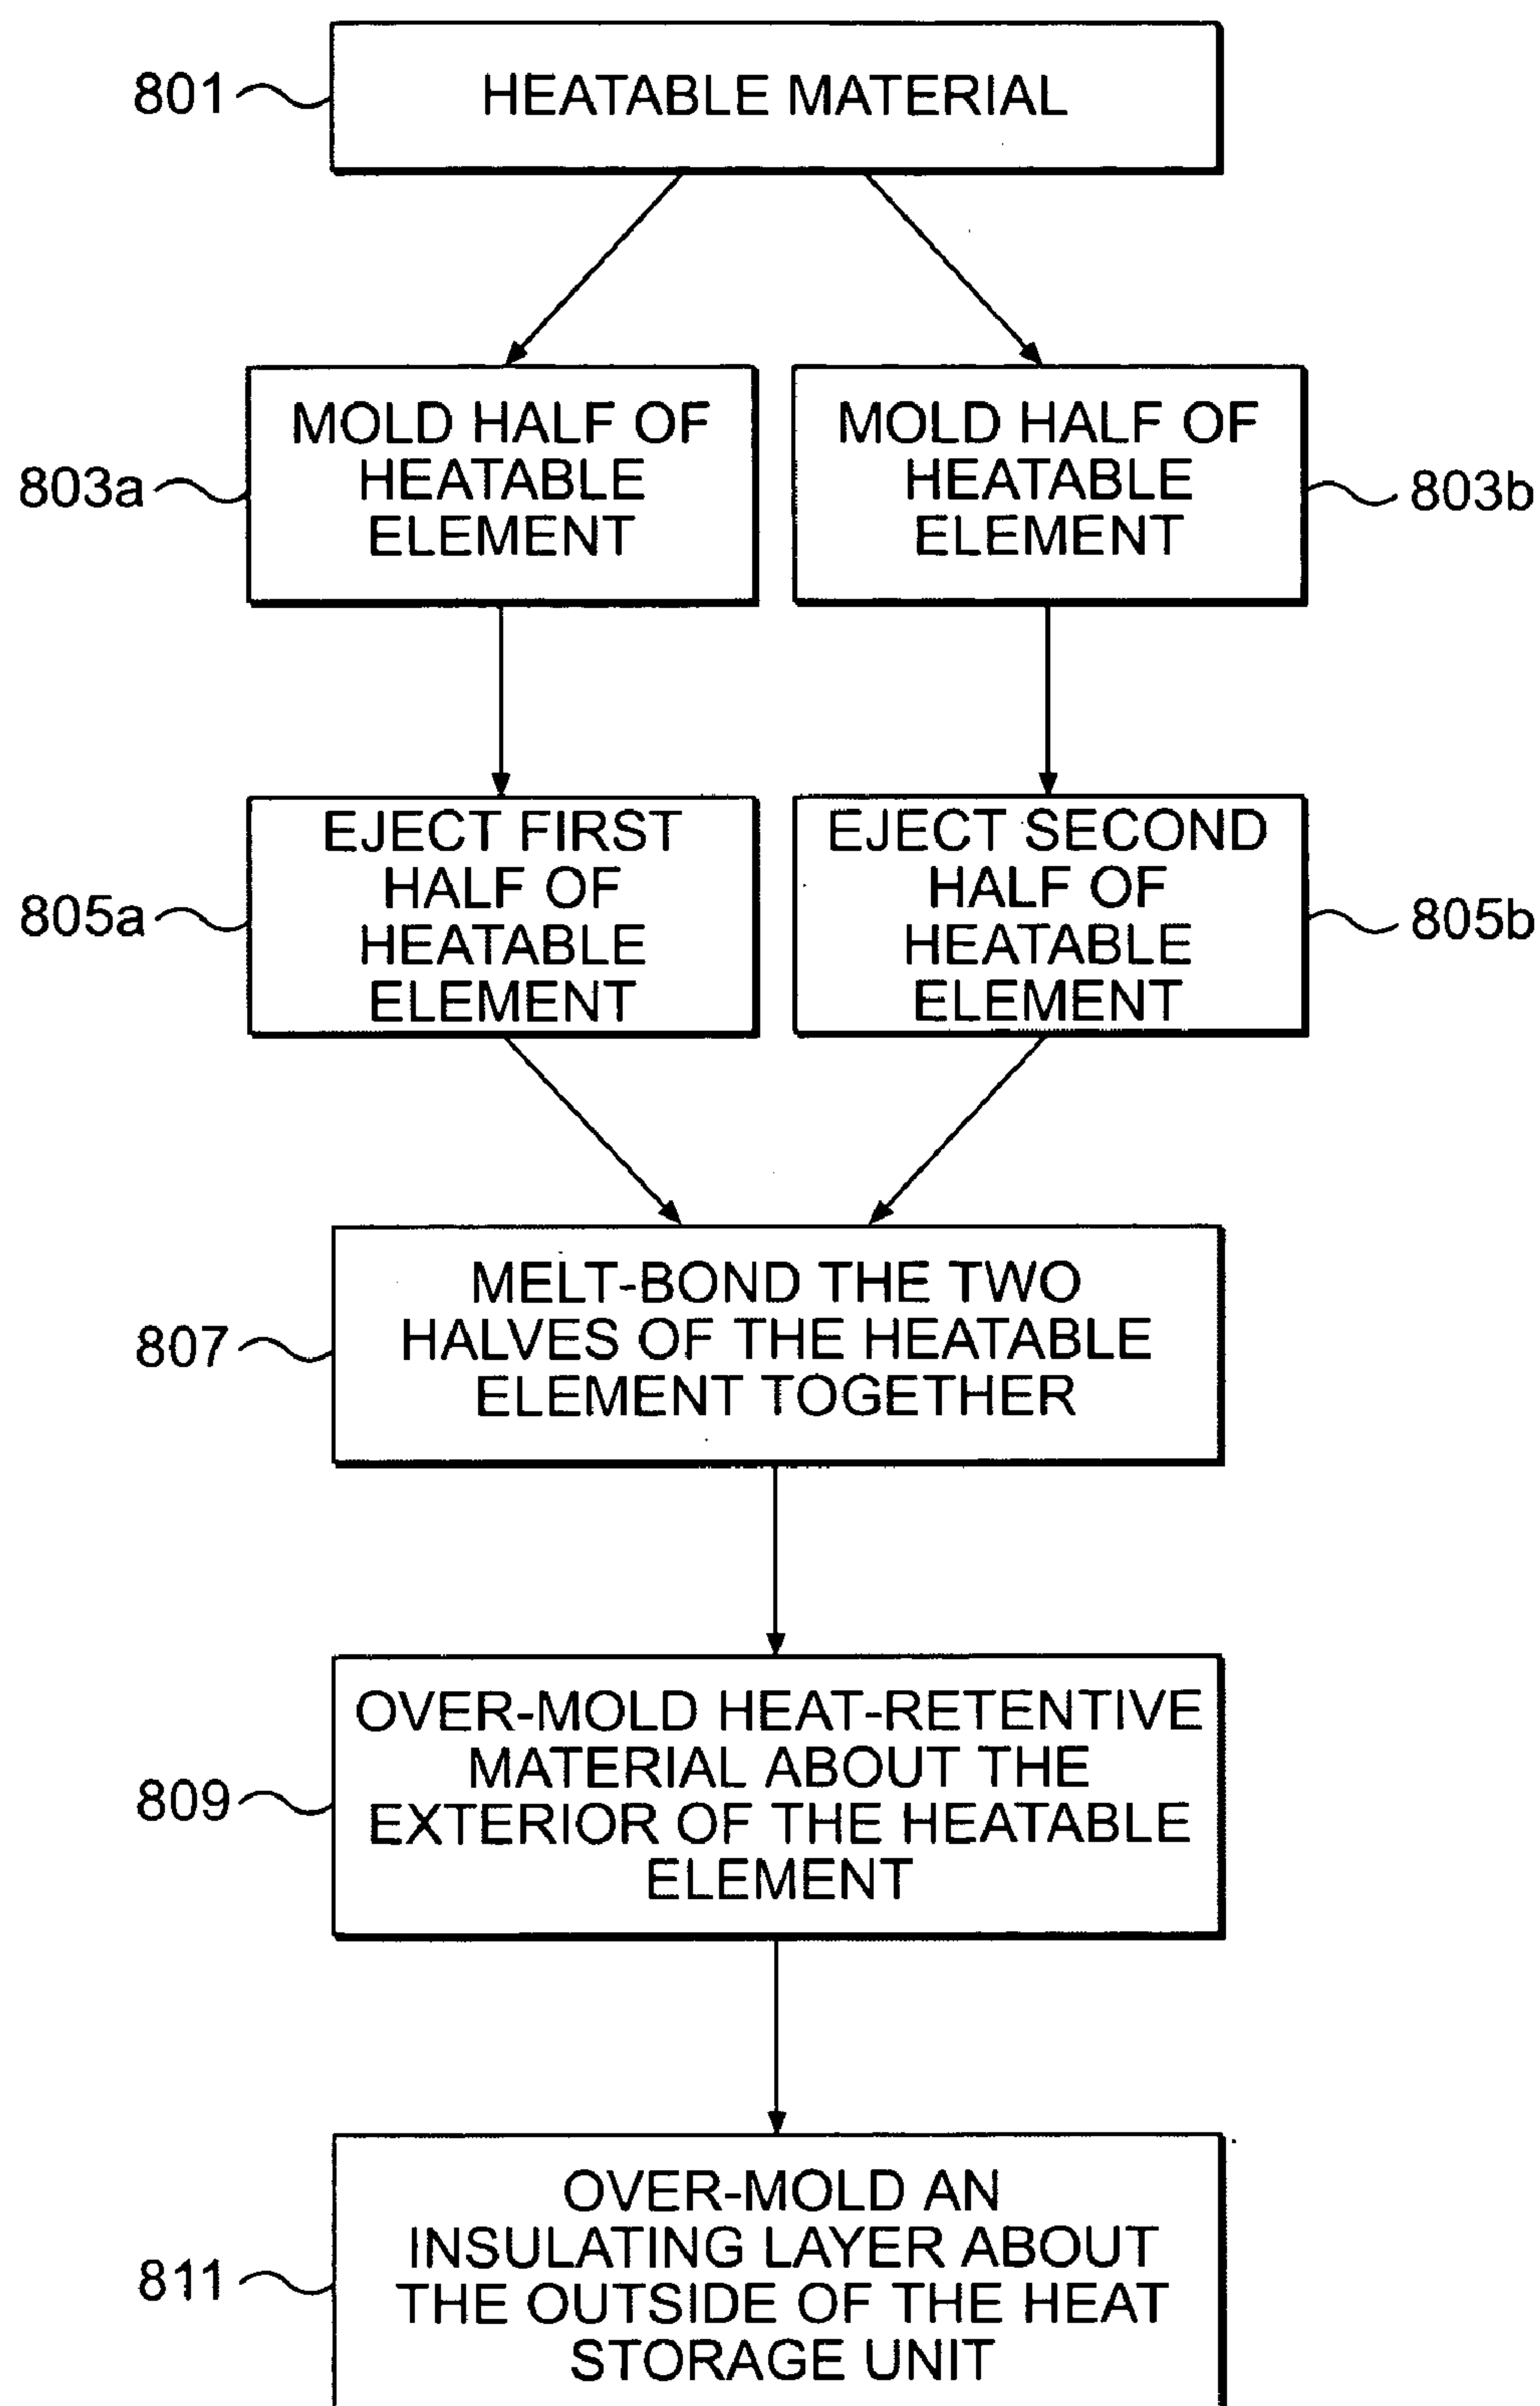 801
HEATABLE MATERIAL
803a
MOLD HALF OF
HEATABLE
ELEMENT
MOLD HALF OF
HEATABLE
ELEMENT
803b
805a
EJECT FIRST
HALF OF
HEATABLE
ELEMENT
EJECT SECOND
HALF OF
HEATABLE
ELEMENT
805b
807
MELT-BOND THE TWO
HALVES OF THE HEATABLE
ELEMENT TOGETHER
809
OVER-MOLD HEAT-RETENTIVE
MATERIAL ABOUT THE
EXTERIOR OF THE HEATABLE
ELEMENT
811
OVER-MOLD AN
INSULATING LAYER ABOUT
THE OUTSIDE OF THE HEAT
STORAGE UNIT